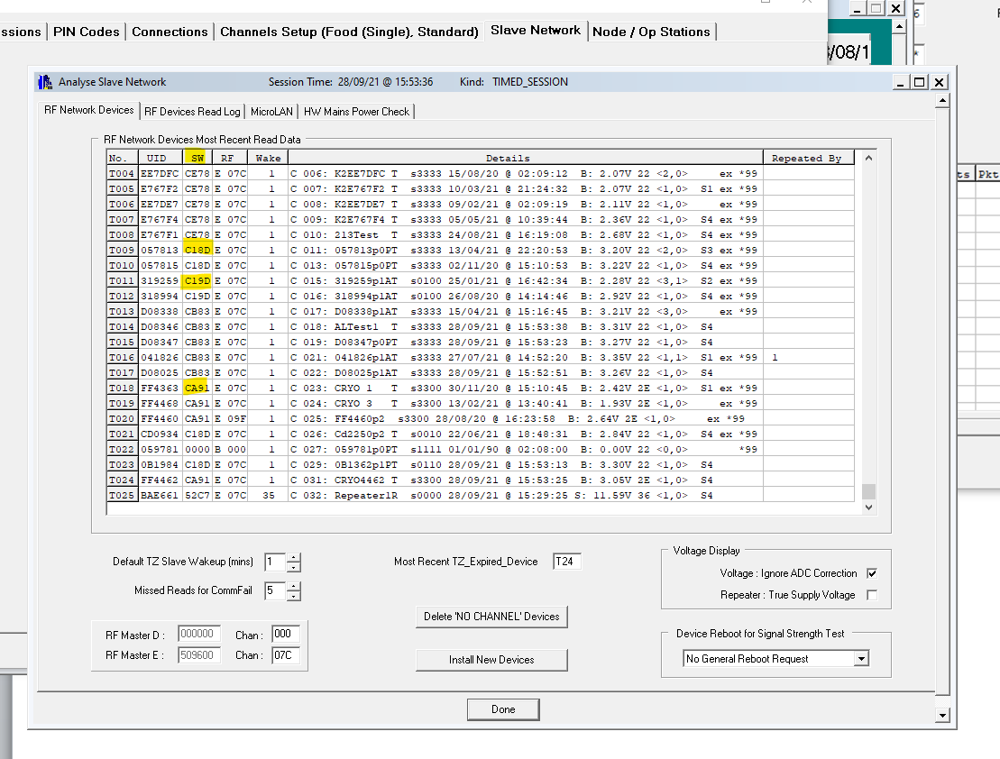 6
ssions PIN Codes Connections Channels Setup (Food (Single), Standard) Slave Network Node / Op Stations
/08/1
Analyse Slave Network Session Time: 28/09/21 @ 15:53:36 Kind: TIMED_SESSION
RF Network Devices RF Devices Read Log MicroLAN HW Mains Power Check
RF Network Devices Most Recent Read Data
No. UID SW RF Wake Details Repeated By
T004 EE7DFC CE78 E 07C 1 C 006: K2EE7DFC T s3333 15/08/20 @ 02:09:12 B: 2.07V 22 <2,0> ex *99
T005 E767F2 CE78 E 07C 1 C 007: K2E767F2 T s3333 10/03/21 @ 21:24:32 B: 2.07V 22 <1,0> S1 ex *99
T006 EE7DE7 CE78 E 07C 1 C 008: K2EE7DE7 T s3333 09/02/21 @ 02:09:19 B: 2.11V 22 <1,0> ex *99
T007 E767F4 CE78 E 07C 1 C 009: K2E767F4 T s3333 05/05/21 @ 10:39:44 B: 2.36V 22 <1,0> S4 ex *99
T008 E767F1 CE78 E 07C 1 C 010: 213Test T s3333 24/08/21 @ 16:19:08 B: 2.68V 22 <1,0> S4 ex *99
T009 057813 C18D E 07C 1 C 011: 057813p0PT s3333 13/04/21 @ 22:20:53 B: 3.20V 22 <2,0> S3 ex *99
T010 057815 C18D E 07C 1 C 013: 057815p0PT s3333 02/11/20 @ 15:10:53 B: 3.22V 22 <1,0> S4 ex *99
T011 319259 C19D E 07C 1 C 015: 319259p1AT s0100 25/01/21 @ 16:42:34 B: 2.28V 22 <3,1> S2 ex *99
T012 318994 C19D E 07C 1 C 016: 318994p1AT s0100 26/08/20 @ 14:14:46 B: 2.92V 22 <1,0> S4 ex *99
T013 D08338 CB83 E 07C 1 C 017: D08338p1AT s3333 15/04/21 @ 15:16:45 B: 3.21V 22 <3,0> ex *99
T014 D08346 CB83 E 07C 1 C 018: ALTest1 T s3333 28/09/21 @ 15:53:38 B: 3.31V 22 <1,0> S4
T015 D08347 CB83 E 07C 1 C 019: D08347p0PT s3333 28/09/21 @ 15:53:23 B: 3.27V 22 <1,0> S4
T016 041826 CB83 E 07C 1 C 021: 041826p1AT s3333 27/07/21 @ 14:52:20 B: 3.35V 22 <1,1> S1 ex *99 1
T017 D08025 CB83 E 07C 1 C 022: D08025p1AT s3333 28/09/21 @ 15:52:51 B: 3.26V 22 <1,0> S4
T018 FF4363 CA91 E 07C 1 C 023: CRYO 1 T s3300 30/11/20 @ 15:10:45 B: 2.42V 2E <1,0> S1 ex *99
T019 FF4468 CA91 E 07C 1 C 024: CRYO 3 T s3300 13/02/21 @ 13:40:41 B: 1.93V 2E <1,0> ex *99
T020 FF4460 CA91 E 09F 1 C 025: FF4460p2 s3300 28/08/20 @ 16:23:58 B: 2.64V 2E <1,0> ex *99
T021 CD0934 C18D E 07C 1 C 026: Cd2250p2 T s0010 22/06/21 @ 18:48:31 B: 2.84V 22 <1,0> S4 ex *99
T022 059781 0000 B 000 1 C 027: 059781p0PT s1111 01/01/90 @ 02:08:00 B: 0.00V 22 <0,0> *99
T023 0B1984 C18D E 07C 1 C 029: 0B1362p1PT s0110 28/09/21 @ 15:53:13 B: 3.30V 22 <1,0> S4
T024 FF4462 CA91 E 07C 1 C 031: CRYO4462 T s3300 28/09/21 @ 15:53:25 B: 3.05V 2E <1,0> S4
T025 BAE661 52C7 E 07C 35 C 032: Repeater1R s0000 28/09/21 @ 15:29:25 S: 11.59V 36 <1,0> S4
ts Pkt
Default TZ Slave Wakeup (mins) 1
Missed Reads for CommFail 5
Most Recent TZ_Expired_Device T24
Voltage Display
Voltage : Ignore ADC Correction
Repeater : True Supply Voltage
Delete 'NO CHANNEL' Devices
RF Master D : 000000 Chan : 000
RF Master E : 509600 Chan : 07C
Install New Devices
Device Reboot for Signal Strength Test
No General Reboot Request
Done